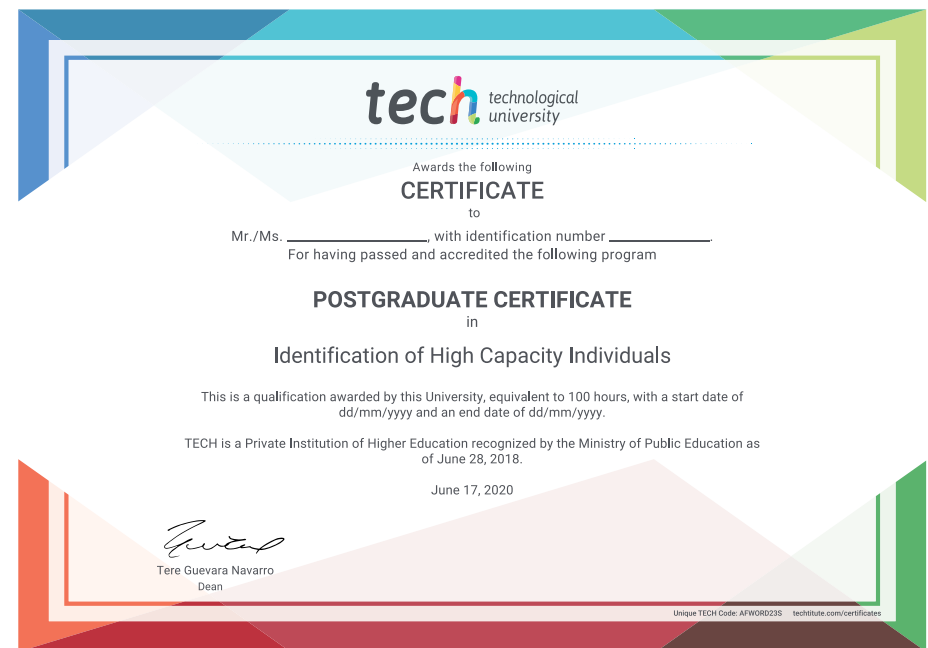 tech technological
university
Awards the following
CERTIFICATE
to
Mr./Ms. ____________________, with identification number ______________.
For having passed and accredited the following program
POSTGRADUATE CERTIFICATE
in
Identification of High Capacity Individuals
This is a qualification awarded by this University, equivalent to 100 hours, with a start date of
dd/mm/yyyy and an end date of dd/mm/yyyy.
TECH is a Private Institution of Higher Education recognized by the Ministry of Public Education as
of June 28, 2018.
June 17, 2020
Tere Guevara Navarro
Dean
Unique TECH Code: AFWORD23S techtitute.com/certificates